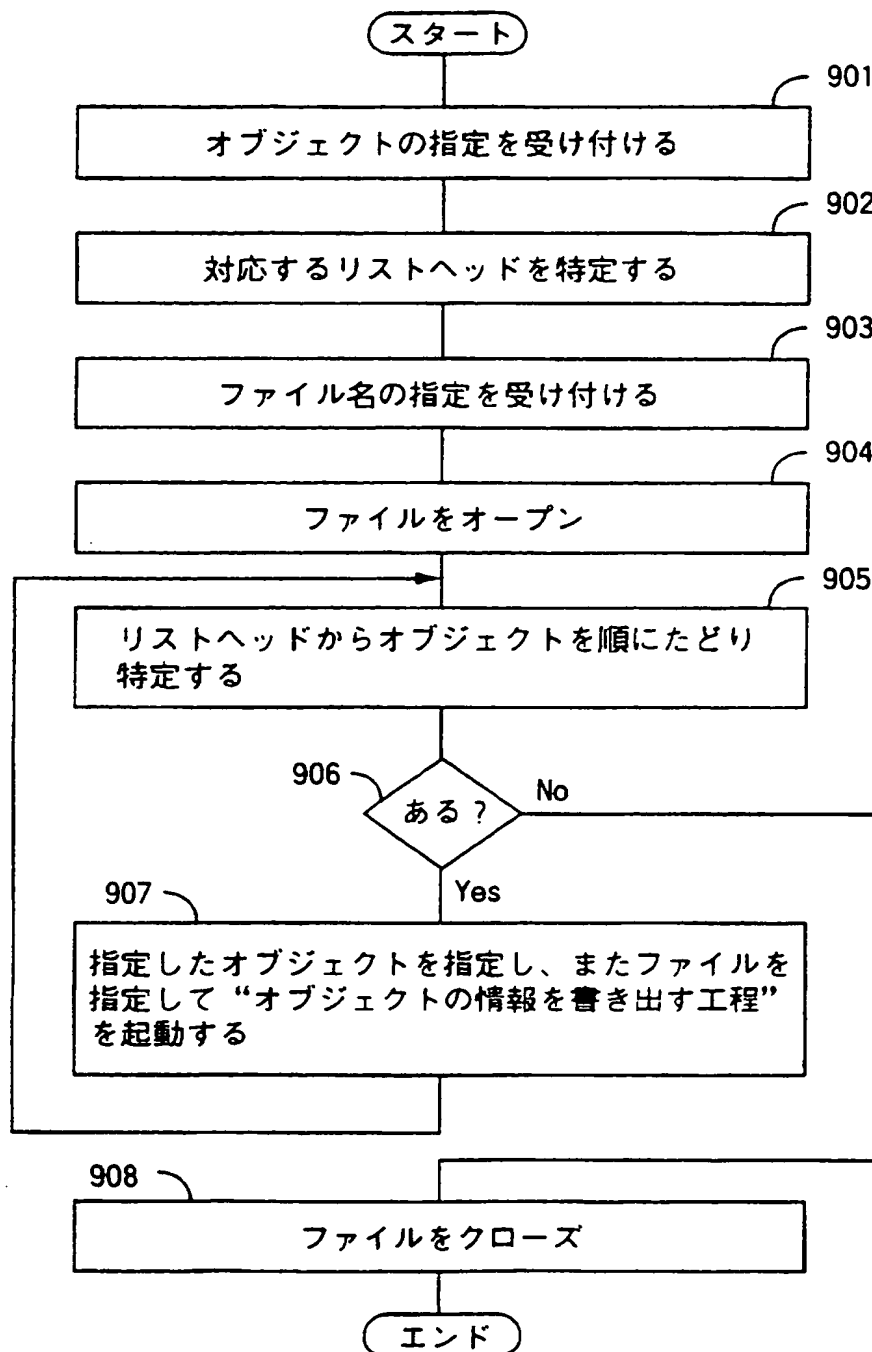 スタート
901
オブジェクトの指定を受け付ける
902
対応するリストヘッドを特定する
903
ファイル名の指定を受け付ける
904
ファイルをオープン
905
リストヘッドからオブジェクトを順にたどり
特定する
906
ある？
No
Yes
907
指定したオブジェクトを指定し、またファイルを
指定して“オブジェクトの情報を書き出す工程”
を起動する
908
ファイルをクローズ
エンド